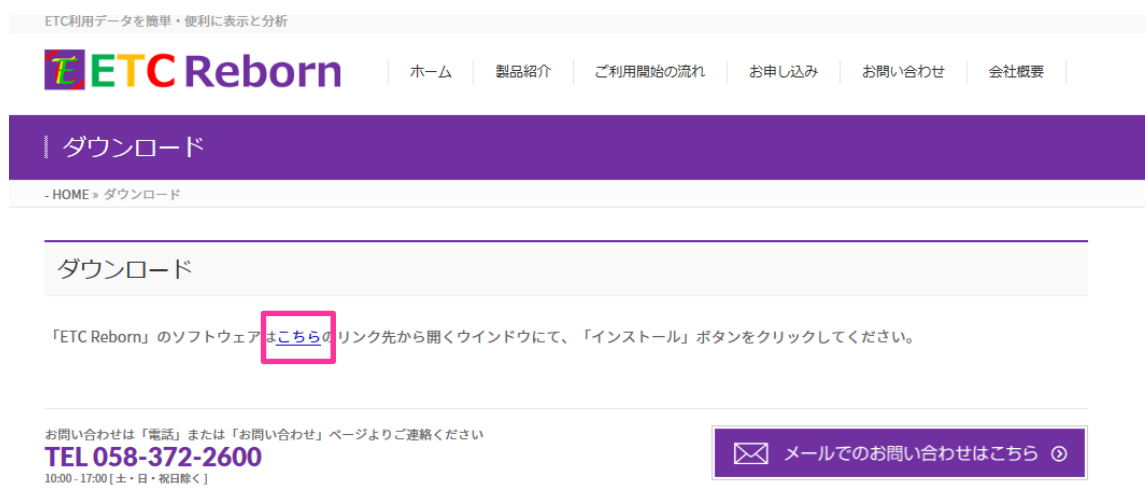 ETC利用データを簡単・便利に表示と分析
E ETC Reborn
ホーム 製品紹介 ご利用開始の流れ お申し込み お問い合わせ 会社概要
ダウンロード
- HOME » ダウンロード
ダウンロード
「ETC Reborn」のソフトウェアはこちらのリンク先から開くウインドウにて、「インストール」ボタンをクリックしてください。
お問い合わせは「電話」または「お問い合わせ」ページよりご連絡ください
TEL 058-372-2600
10:00 - 17:00 [ 土・日・祝日除く ]
メールでのお問い合わせはこちら